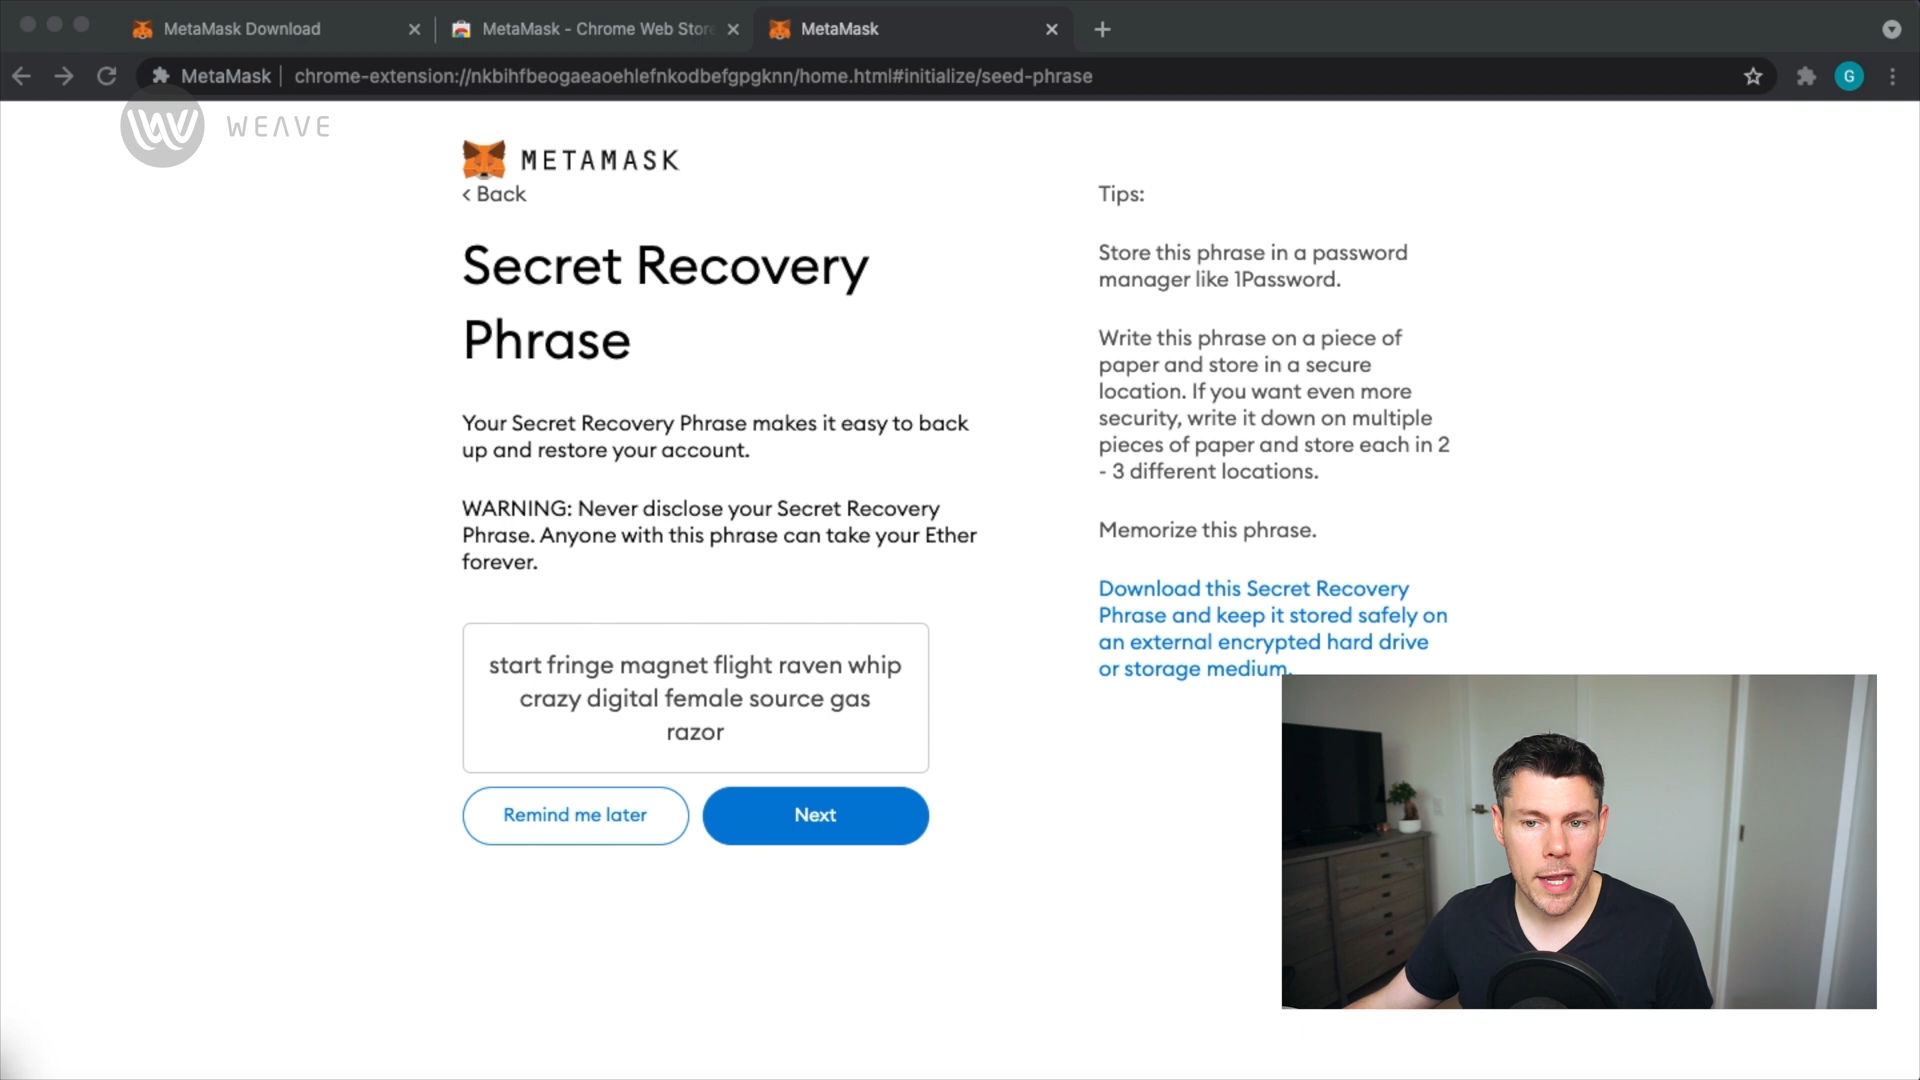 MetaMask Download
MetaMask - Chrome Web Store
MetaMask
MetaMask | chrome-extension://nkbihfbeogaeaoehlefnkodbefgpgknn/home.html#initialize/seed-phrase
G
W WEAVE
METAMASK
< Back
Secret Recovery
Phrase
Your Secret Recovery Phrase makes it easy to back
up and restore your account.
WARNING: Never disclose your Secret Recovery
Phrase. Anyone with this phrase can take your Ether
forever.
start fringe magnet flight raven whip
crazy digital female source gas
razor
Remind me later
Next
Tips:
Store this phrase in a password
manager like 1Password.
Write this phrase on a piece of
paper and store in a secure
location. If you want even more
security, write it down on multiple
pieces of paper and store each in 2
- 3 different locations.
Memorize this phrase.
Download this Secret Recovery
Phrase and keep it stored safely on
an external encrypted hard drive
or storage medium.